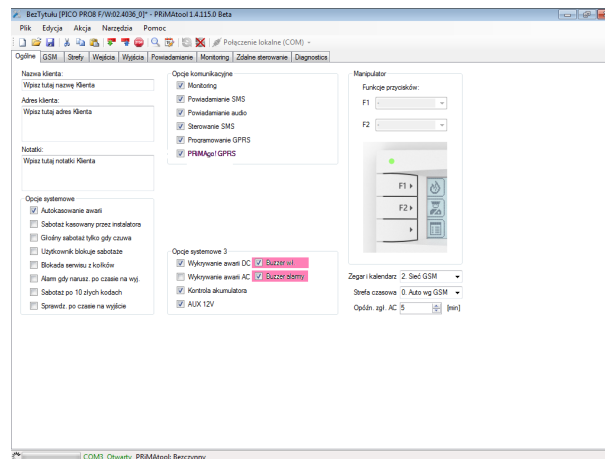 BezTytułu [PICO PROB F/W:02.4036_0]* - PRiMAtool 1.4.115.0 Beta
Plik Edycja Akcja Narzędzia Pomoc
Połączenie lokalne (COM)
Ogólne GSM Strefy Wejścia Wyjścia Powiadamianie Monitoring Zdalne sterowanie Diagnostics
Nazwa klienta:
Wpisz tutaj nazwę Klienta
Adres klienta:
Wpisz tutaj adres Klienta
Notatki:
Wpisz tutaj notatki Klienta
Opcje systemowe
Autokasowanie awarii
Sabotaż kasowany przez instalatora
Głośny sabotaż tylko gdy czuwa
Użytkownik blokuje sabotaże
Blokada serwisu z kołków
Alarm gdy narusz. po czasie na wyj.
Sabotaż po 10 złych kodach
Sprawdź. po czasie na wyjście
Opcje komunikacyjne
Monitoring
Powiadamianie SMS
Powiadamianie audio
Sterowanie SMS
Programowanie GPRS
PRiMAgo! GPRS
Opcje systemowe 3
Wykrywanie awarii DC Buzzer wł
Wykrywanie awarii AC Buzzer alarmy
Kontrola akumulatora
AUX 12V
Manipulator
Funkcje przycisków:
F1 -
F2 -
F1
F2
Zegar i kalendarz 2. Sieć GSM
Strefa czasowa 0. Auto wg GSM
Opóźn. zgł. AC 5 [min]
COM3, Otwarty PRiMAtool: Bezczynny